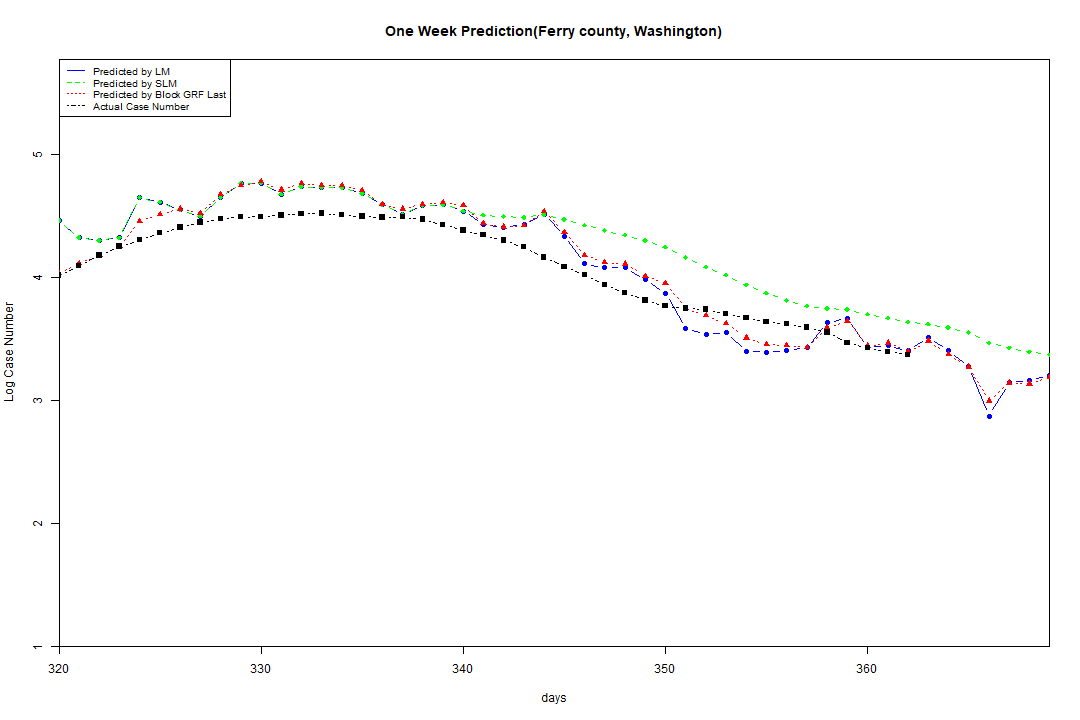 One Week Prediction(Ferry county, Washington)
Predicted by LM
Predicted by SLM
Predicted by Block GRF Last
Actual Case Number
Log Case Number
5
4
3
2
1
320 330 340 350 360
days